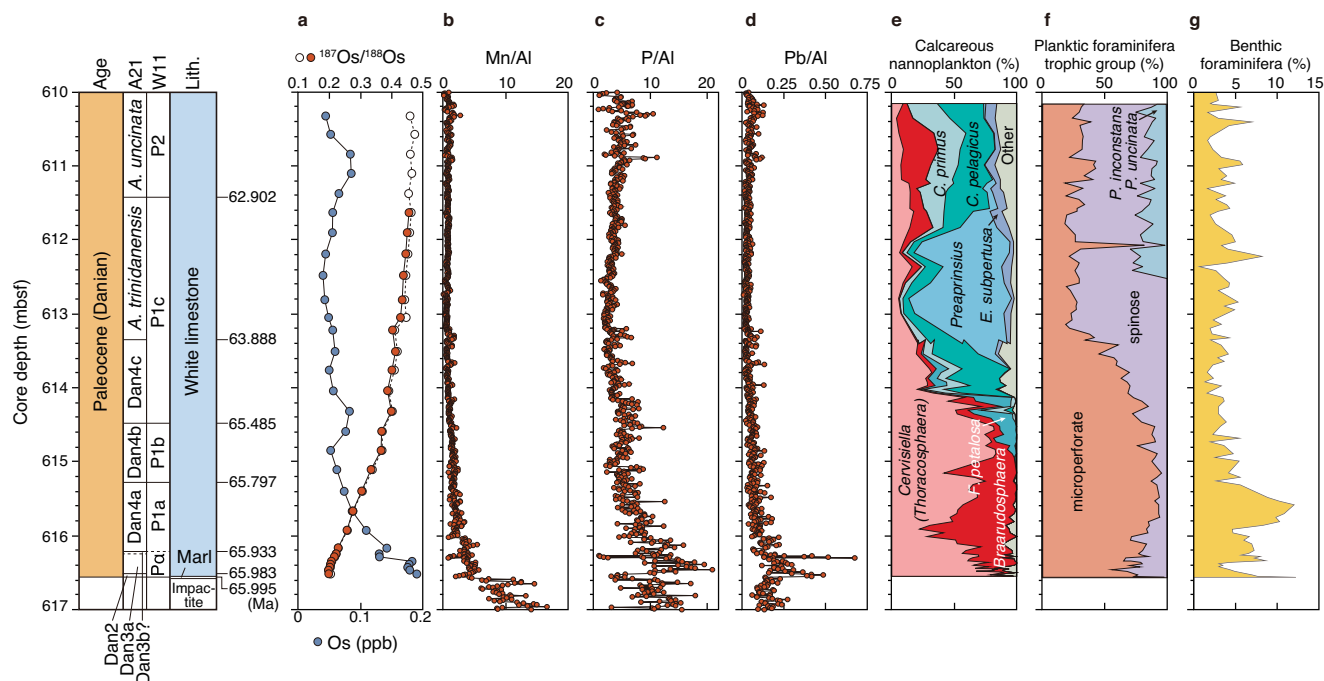 a
b
c
d
e
f
g
Age
A21
W11
Lith.
187Os/188Os
Mn/Al
P/Al
Pb/Al
Calcareous
nannoplankton (%)
Planktic foraminifera
trophic group (%)
Benthic
foraminifera (%)
0.1 0.2 0.3 0.4 0.5
0 10 20
0 10 20
0 0.25 0.50 0.75
0 50 100
0 50 100
0 5 10 15
Core depth (mbsf)
610
611
612
613
614
615
616
617
Paleocene (Danian)
A. uncinata
A. trinidanensis
Dan4c
Dan4b
Dan4a
P2
P1c
P1b
P1a
Pα
White limestone
Marl
Impac-
tite
62.902
63.888
65.485
65.797
65.933
65.983
65.995
(Ma)
Dan2
Dan3a
Dan3b?
0 0.1 0.2
Os (ppb)
Cervisiella
(Thoracosphaera)
C. primus
C. pelagicus
Other
Preaprinsius
E. subpertusa
F. petalosa
Braarudosphaera
microperforate
spinose
P. inconstans
P. uncinata